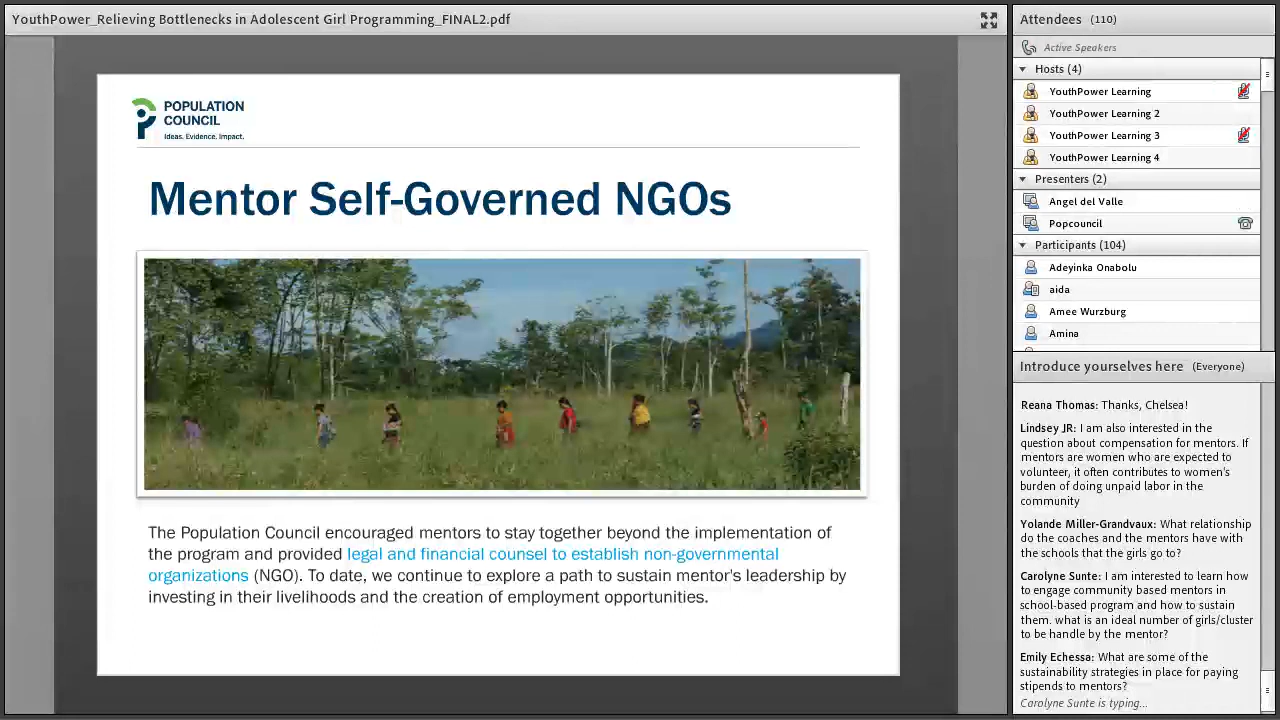 YouthPower_Relieving Bottlenecks in Adolescent Girl Programming_FINAL2.pdf
POPULATION
COUNCIL
Ideas. Evidence. Impact.
Mentor Self-Governed NGOs
The Population Council encouraged mentors to stay together beyond the implementation of
the program and provided legal and financial counsel to establish non-governmental
organizations (NGO). To date, we continue to explore a path to sustain mentor's leadership by
investing in their livelihoods and the creation of employment opportunities.
Attendees (110)
Active Speakers
Hosts (4)
YouthPower Learning
YouthPower Learning 2
YouthPower Learning 3
YouthPower Learning 4
Presenters (2)
Angel del Valle
Popcouncil
Participants (104)
Adeyinka Onabolu
aida
Amee Wurzburg
Amina
Introduce yourselves here (Everyone)
Reana Thomas: Thanks, Chelsea!
Lindsey JR: I am also interested in the
question about compensation for mentors. If
mentors are women who are expected to
volunteer, it often contributes to women's
burden of doing unpaid labor in the
community
Yolande Miller-Grandvaux: What relationship
do the coaches and the mentors have with
the schools that the girls go to?
Carolyne Sunte: I am interested to learn how
to engage community based mentors in
school-based program and how to sustain
them. what is an ideal number of girls/cluster
to be handle by the mentor?
Emily Echessa: What are some of the
sustainability strategies in place for paying
stipends to mentors?
Carolyne Sunte is typing...